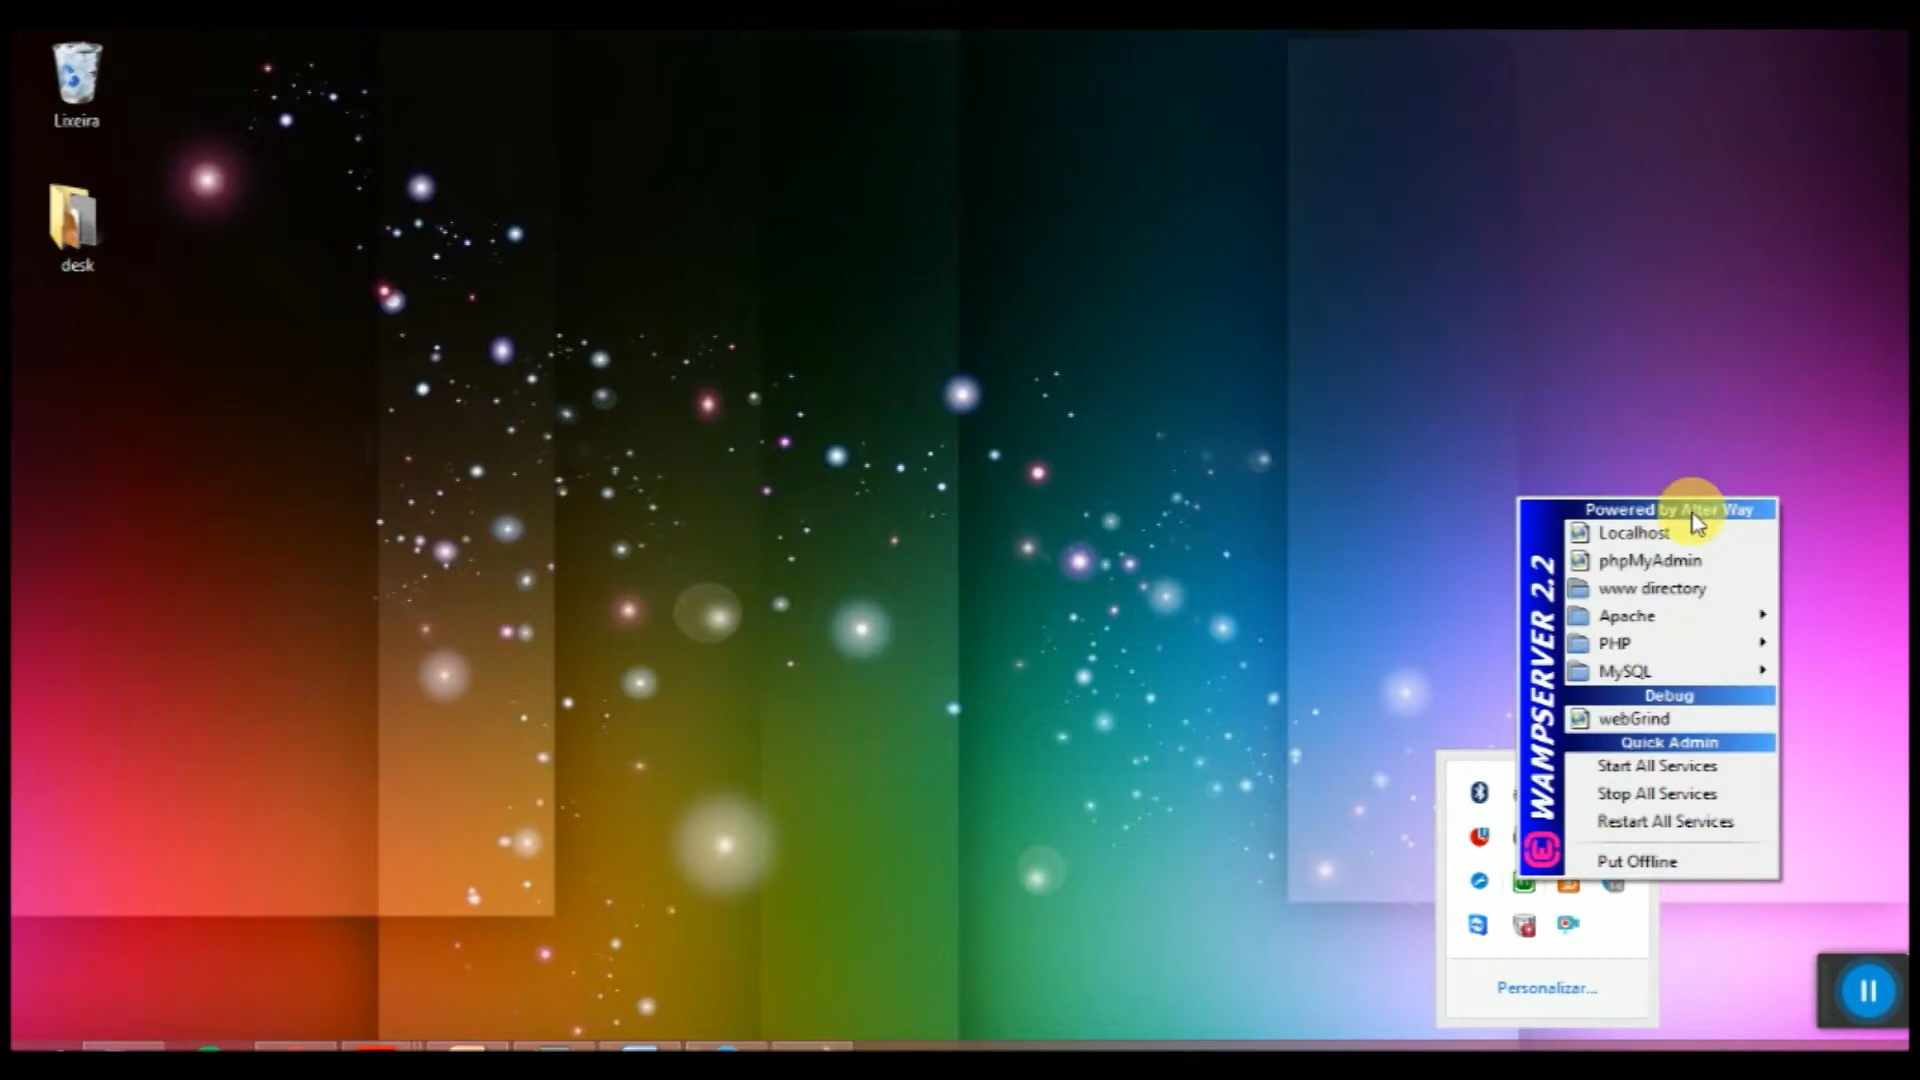 Lixeira
desk
Powered by Alter Way
Localhost
phpMyAdmin
www directory
Apache
PHP
MySQL
Debug
webGrind
Quick Admin
Start All Services
Stop All Services
Restart All Services
Put Offline
WAMPSERVER 2.2
Personalizar...